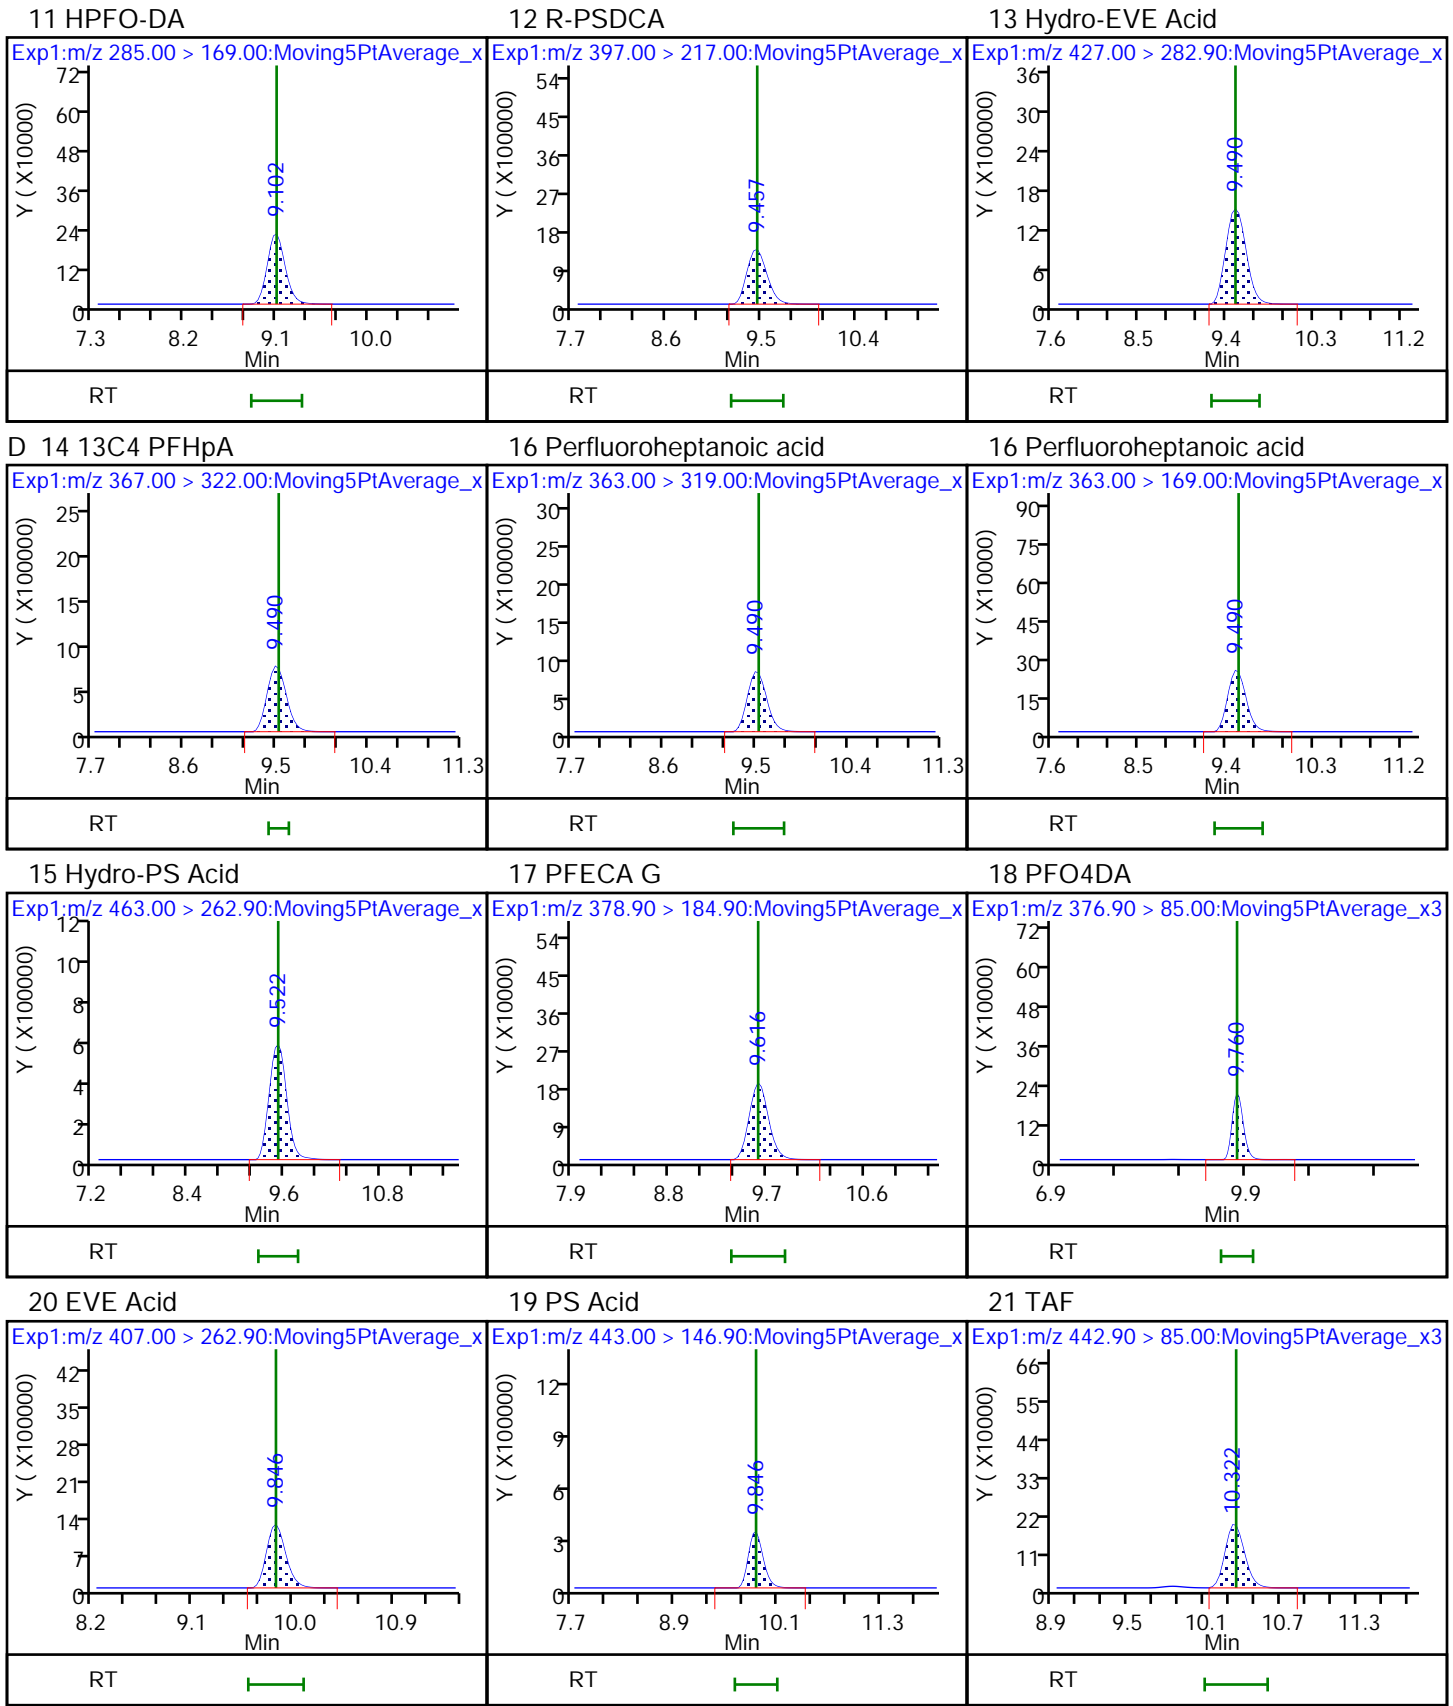 11 HPFO-DA
Exp1:m/z 285.00 > 169.00:Moving5PtAverage_x
Y ( X100000)
72
60
48
36
24
12
0
9.102
7.3 8.2 9.1 10.0
Min
RT
12 R-PSDCA
Exp1:m/z 397.00 > 217.00:Moving5PtAverage_x
Y ( X100000)
54
45
36
27
18
9
0
9.457
7.7 8.6 9.5 10.4
Min
RT
13 Hydro-EVE Acid
Exp1:m/z 427.00 > 282.90:Moving5PtAverage_x
Y ( X100000)
36
30
24
18
12
6
0
9.490
7.6 8.5 9.4 10.3 11.2
Min
RT
D 14 13C4 PFHpA
Exp1:m/z 367.00 > 322.00:Moving5PtAverage_x
Y ( X100000)
25
20
15
10
5
0
9.490
7.7 8.6 9.5 10.4 11.3
Min
RT
16 Perfluoroheptanoic acid
Exp1:m/z 363.00 > 319.00:Moving5PtAverage_x
Y ( X100000)
30
25
20
15
10
5
0
9.490
7.7 8.6 9.5 10.4 11.3
Min
RT
16 Perfluoroheptanoic acid
Exp1:m/z 363.00 > 169.00:Moving5PtAverage_x
Y ( X10000)
90
75
60
45
30
15
0
9.490
7.6 8.5 9.4 10.3 11.2
Min
RT
15 Hydro-PS Acid
Exp1:m/z 463.00 > 262.90:Moving5PtAverage_x
Y ( X100000)
12
10
8
6
4
2
0
9.522
7.2 8.4 9.6 10.8
Min
RT
17 PFECA G
Exp1:m/z 378.90 > 184.90:Moving5PtAverage_x
Y ( X10000)
54
45
36
27
18
9
0
9.616
7.9 8.8 9.7 10.6
Min
RT
18 PFO4DA
Exp1:m/z 376.90 > 85.00:Moving5PtAverage_x3
Y ( X10000)
72
60
48
36
24
12
0
9.760
6.9 9.9
Min
RT
20 EVE Acid
Exp1:m/z 407.00 > 262.90:Moving5PtAverage_x
Y ( X100000)
42
35
28
21
14
7
0
9.846
8.2 9.1 10.0 10.9
Min
RT
19 PS Acid
Exp1:m/z 443.00 > 146.90:Moving5PtAverage_x
Y ( X100000)
12
9
6
3
0
9.846
7.7 8.9 10.1 11.3
Min
RT
21 TAF
Exp1:m/z 442.90 > 85.00:Moving5PtAverage_x3
Y ( X10000)
66
55
44
33
22
11
0
10.322
8.9 9.5 10.1 10.7 11.3
Min
RT